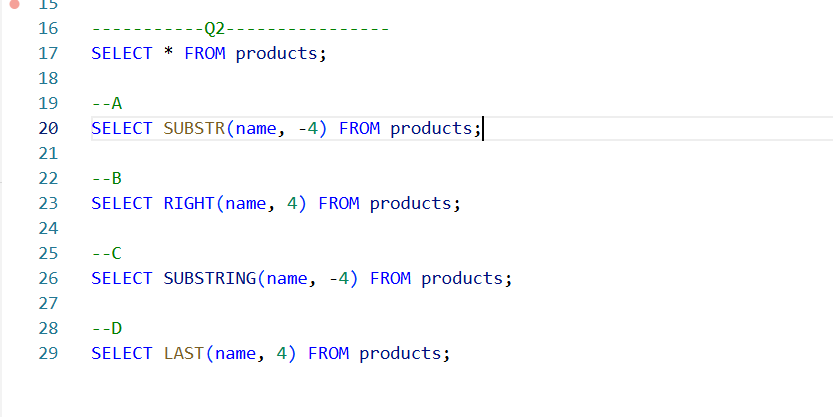 15
16 -----------Q2----------------
17 SELECT * FROM products;
18
19 --A
20 SELECT SUBSTR(name, -4) FROM products;
21
22 --B
23 SELECT RIGHT(name, 4) FROM products;
24
25 --C
26 SELECT SUBSTRING(name, -4) FROM products;
27
28 --D
29 SELECT LAST(name, 4) FROM products;